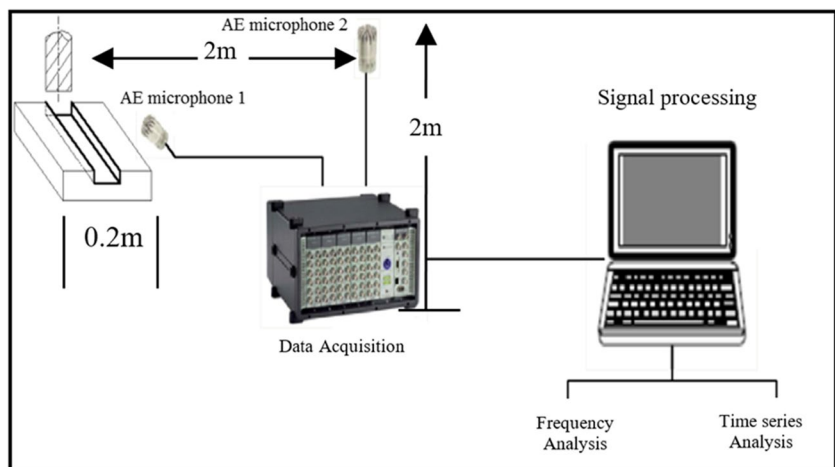 AE microphone 2
2m
AE microphone 1
Signal processing
2m
0.2m
Data Acquisition
Frequency
Analysis
Time series
Analysis